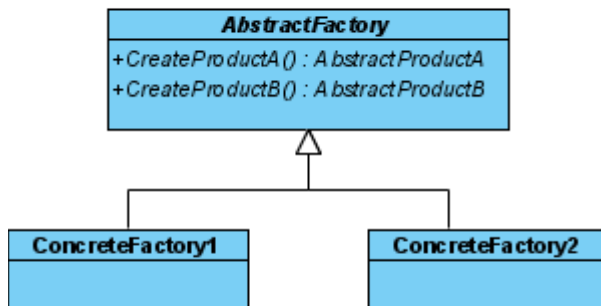 AbstractFactory
+CreateProductA() : AbstractProductA
+CreateProductB() : AbstractProductB
ConcreteFactory1
ConcreteFactory2